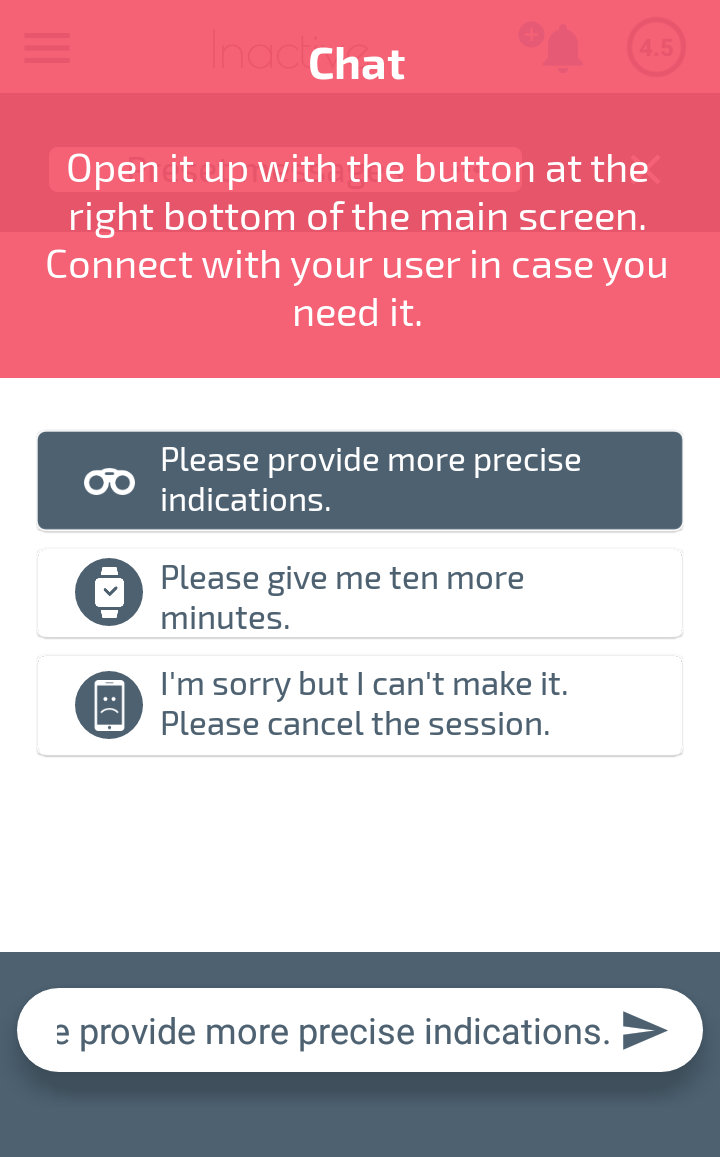 Inactive
4.5
Chat
Preset message
Open it up with the button at the
right bottom of the main screen.
Connect with your user in case you
need it.
Please provide more precise
indications.
Please give me ten more
minutes.
I'm sorry but I can't make it.
Please cancel the session.
e provide more precise indications.